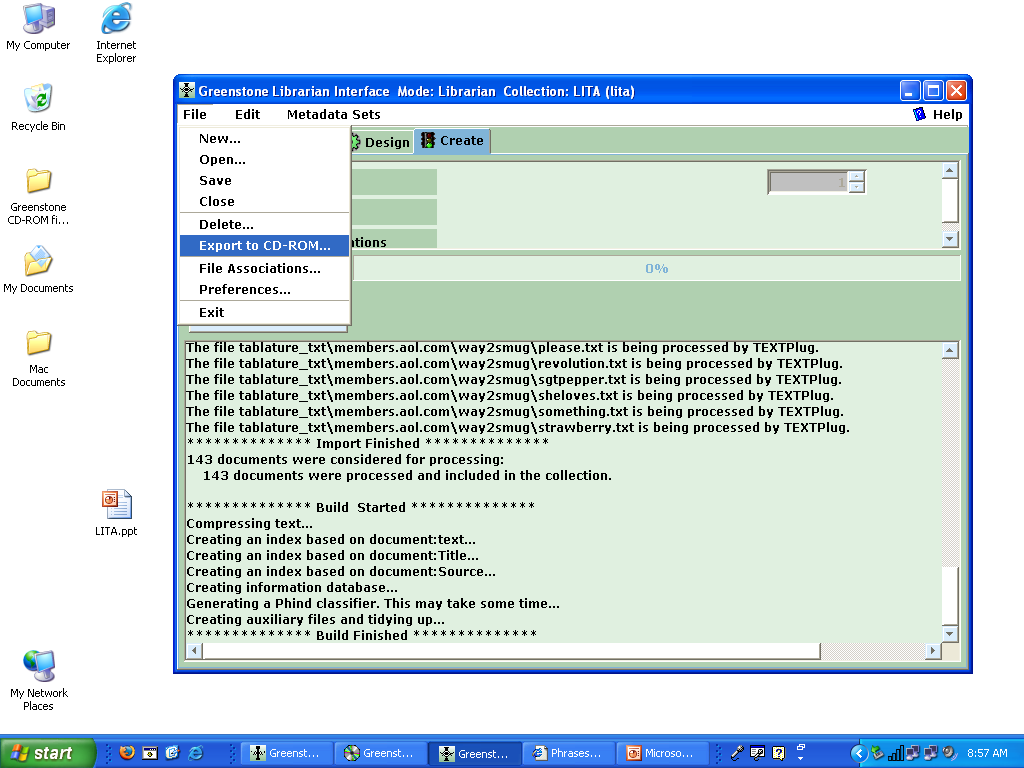 My Computer
Internet
Explorer
Recycle Bin
Greenstone
CD-ROM fi...
My Documents
Mac
Documents
LITA.ppt
My Network
Places
Greenstone Librarian Interface  Mode: Librarian  Collection: LITA (lita)
File Edit Metadata Sets Help
New...
Open...
Save
Close
Delete...
Export to CD-ROM...
File Associations...
Preferences...
Exit
Design Create
1
ations
0%
The file tablature_txt\members.aol.com\way2smug\please.txt is being processed by TEXTPlug.
The file tablature_txt\members.aol.com\way2smug\revolution.txt is being processed by TEXTPlug.
The file tablature_txt\members.aol.com\way2smug\sgtpepper.txt is being processed by TEXTPlug.
The file tablature_txt\members.aol.com\way2smug\sheloves.txt is being processed by TEXTPlug.
The file tablature_txt\members.aol.com\way2smug\something.txt is being processed by TEXTPlug.
The file tablature_txt\members.aol.com\way2smug\strawberry.txt is being processed by TEXTPlug.
************** Import Finished **************
143 documents were considered for processing:
143 documents were processed and included in the collection.
************** Build  Started **************
Compressing text...
Creating an index based on document:text...
Creating an index based on document:Title...
Creating an index based on document:Source...
Creating information database...
Generating a Phind classifier. This may take some time...
Creating auxiliary files and tidying up...
************** Build Finished **************
start Greenst... Greenst... Greenst... Phrases... Microso... 8:57 AM